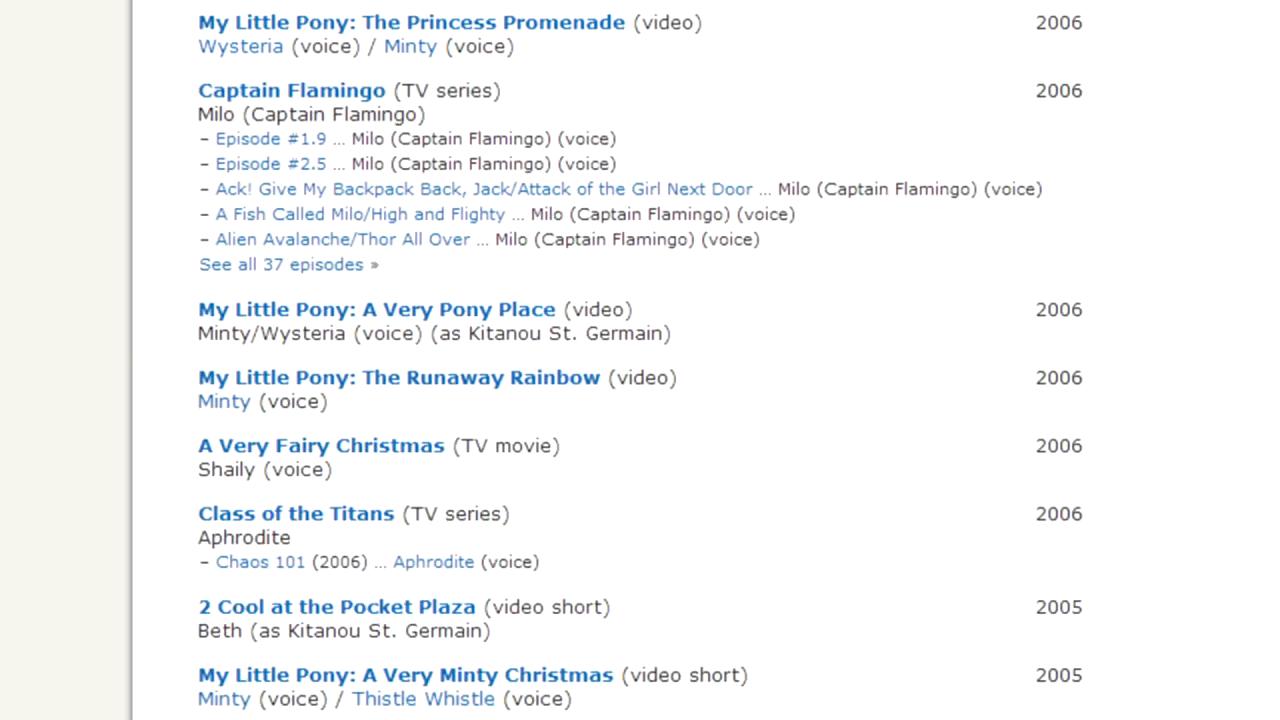 My Little Pony: The Princess Promenade (video) 2006
Wysteria (voice) / Minty (voice)
Captain Flamingo (TV series) 2006
Milo (Captain Flamingo)
– Episode #1.9 ... Milo (Captain Flamingo) (voice)
– Episode #2.5 ... Milo (Captain Flamingo) (voice)
– Ack! Give My Backpack Back, Jack/Attack of the Girl Next Door ... Milo (Captain Flamingo) (voice)
– A Fish Called Milo/High and Flighty ... Milo (Captain Flamingo) (voice)
– Alien Avalanche/Thor All Over ... Milo (Captain Flamingo) (voice)
See all 37 episodes »
My Little Pony: A Very Pony Place (video) 2006
Minty/Wysteria (voice) (as Kitanou St. Germain)
My Little Pony: The Runaway Rainbow (video) 2006
Minty (voice)
A Very Fairy Christmas (TV movie) 2006
Shaily (voice)
Class of the Titans (TV series) 2006
Aphrodite
– Chaos 101 (2006) ... Aphrodite (voice)
2 Cool at the Pocket Plaza (video short) 2005
Beth (as Kitanou St. Germain)
My Little Pony: A Very Minty Christmas (video short) 2005
Minty (voice) / Thistle Whistle (voice)